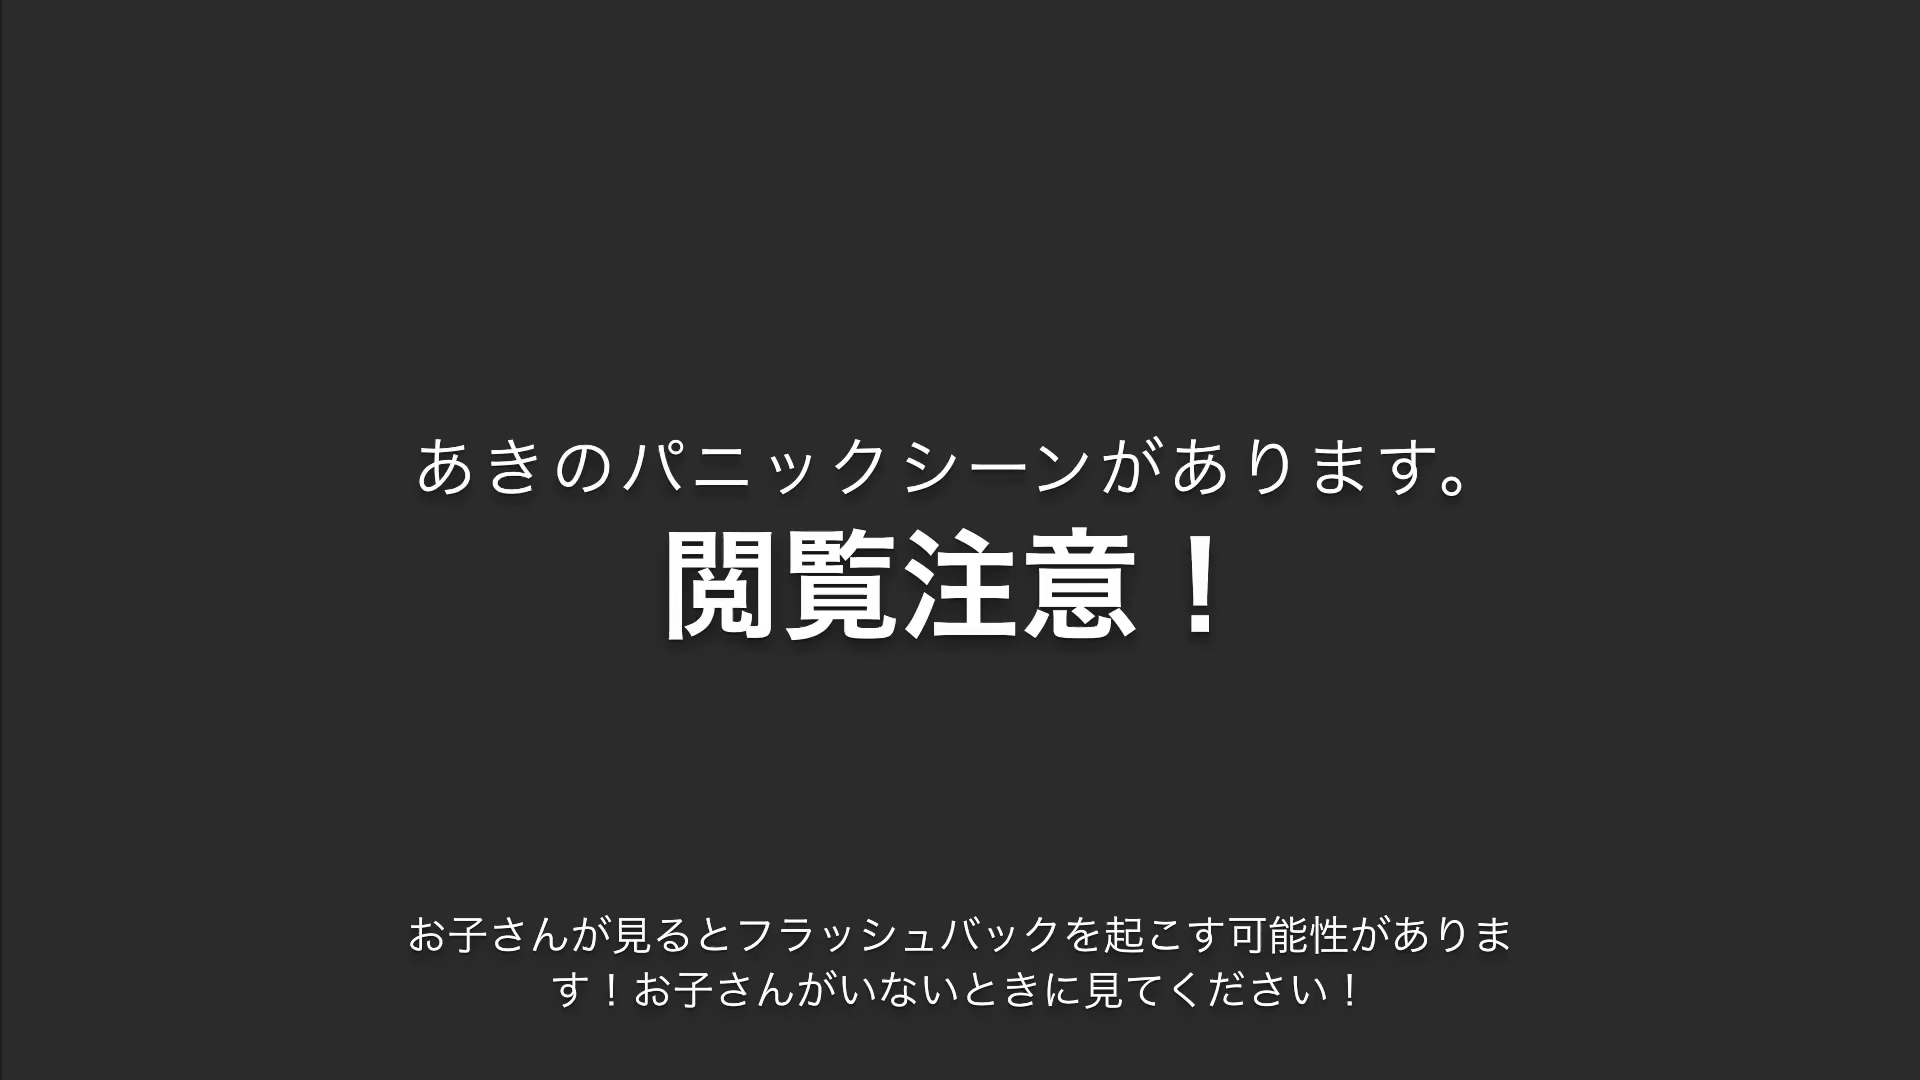 あきのパニックシーンがあります。
閲覧注意！
お子さんが見るとフラッシュバックを起こす可能性がありま
す！お子さんがいないときに見てください！